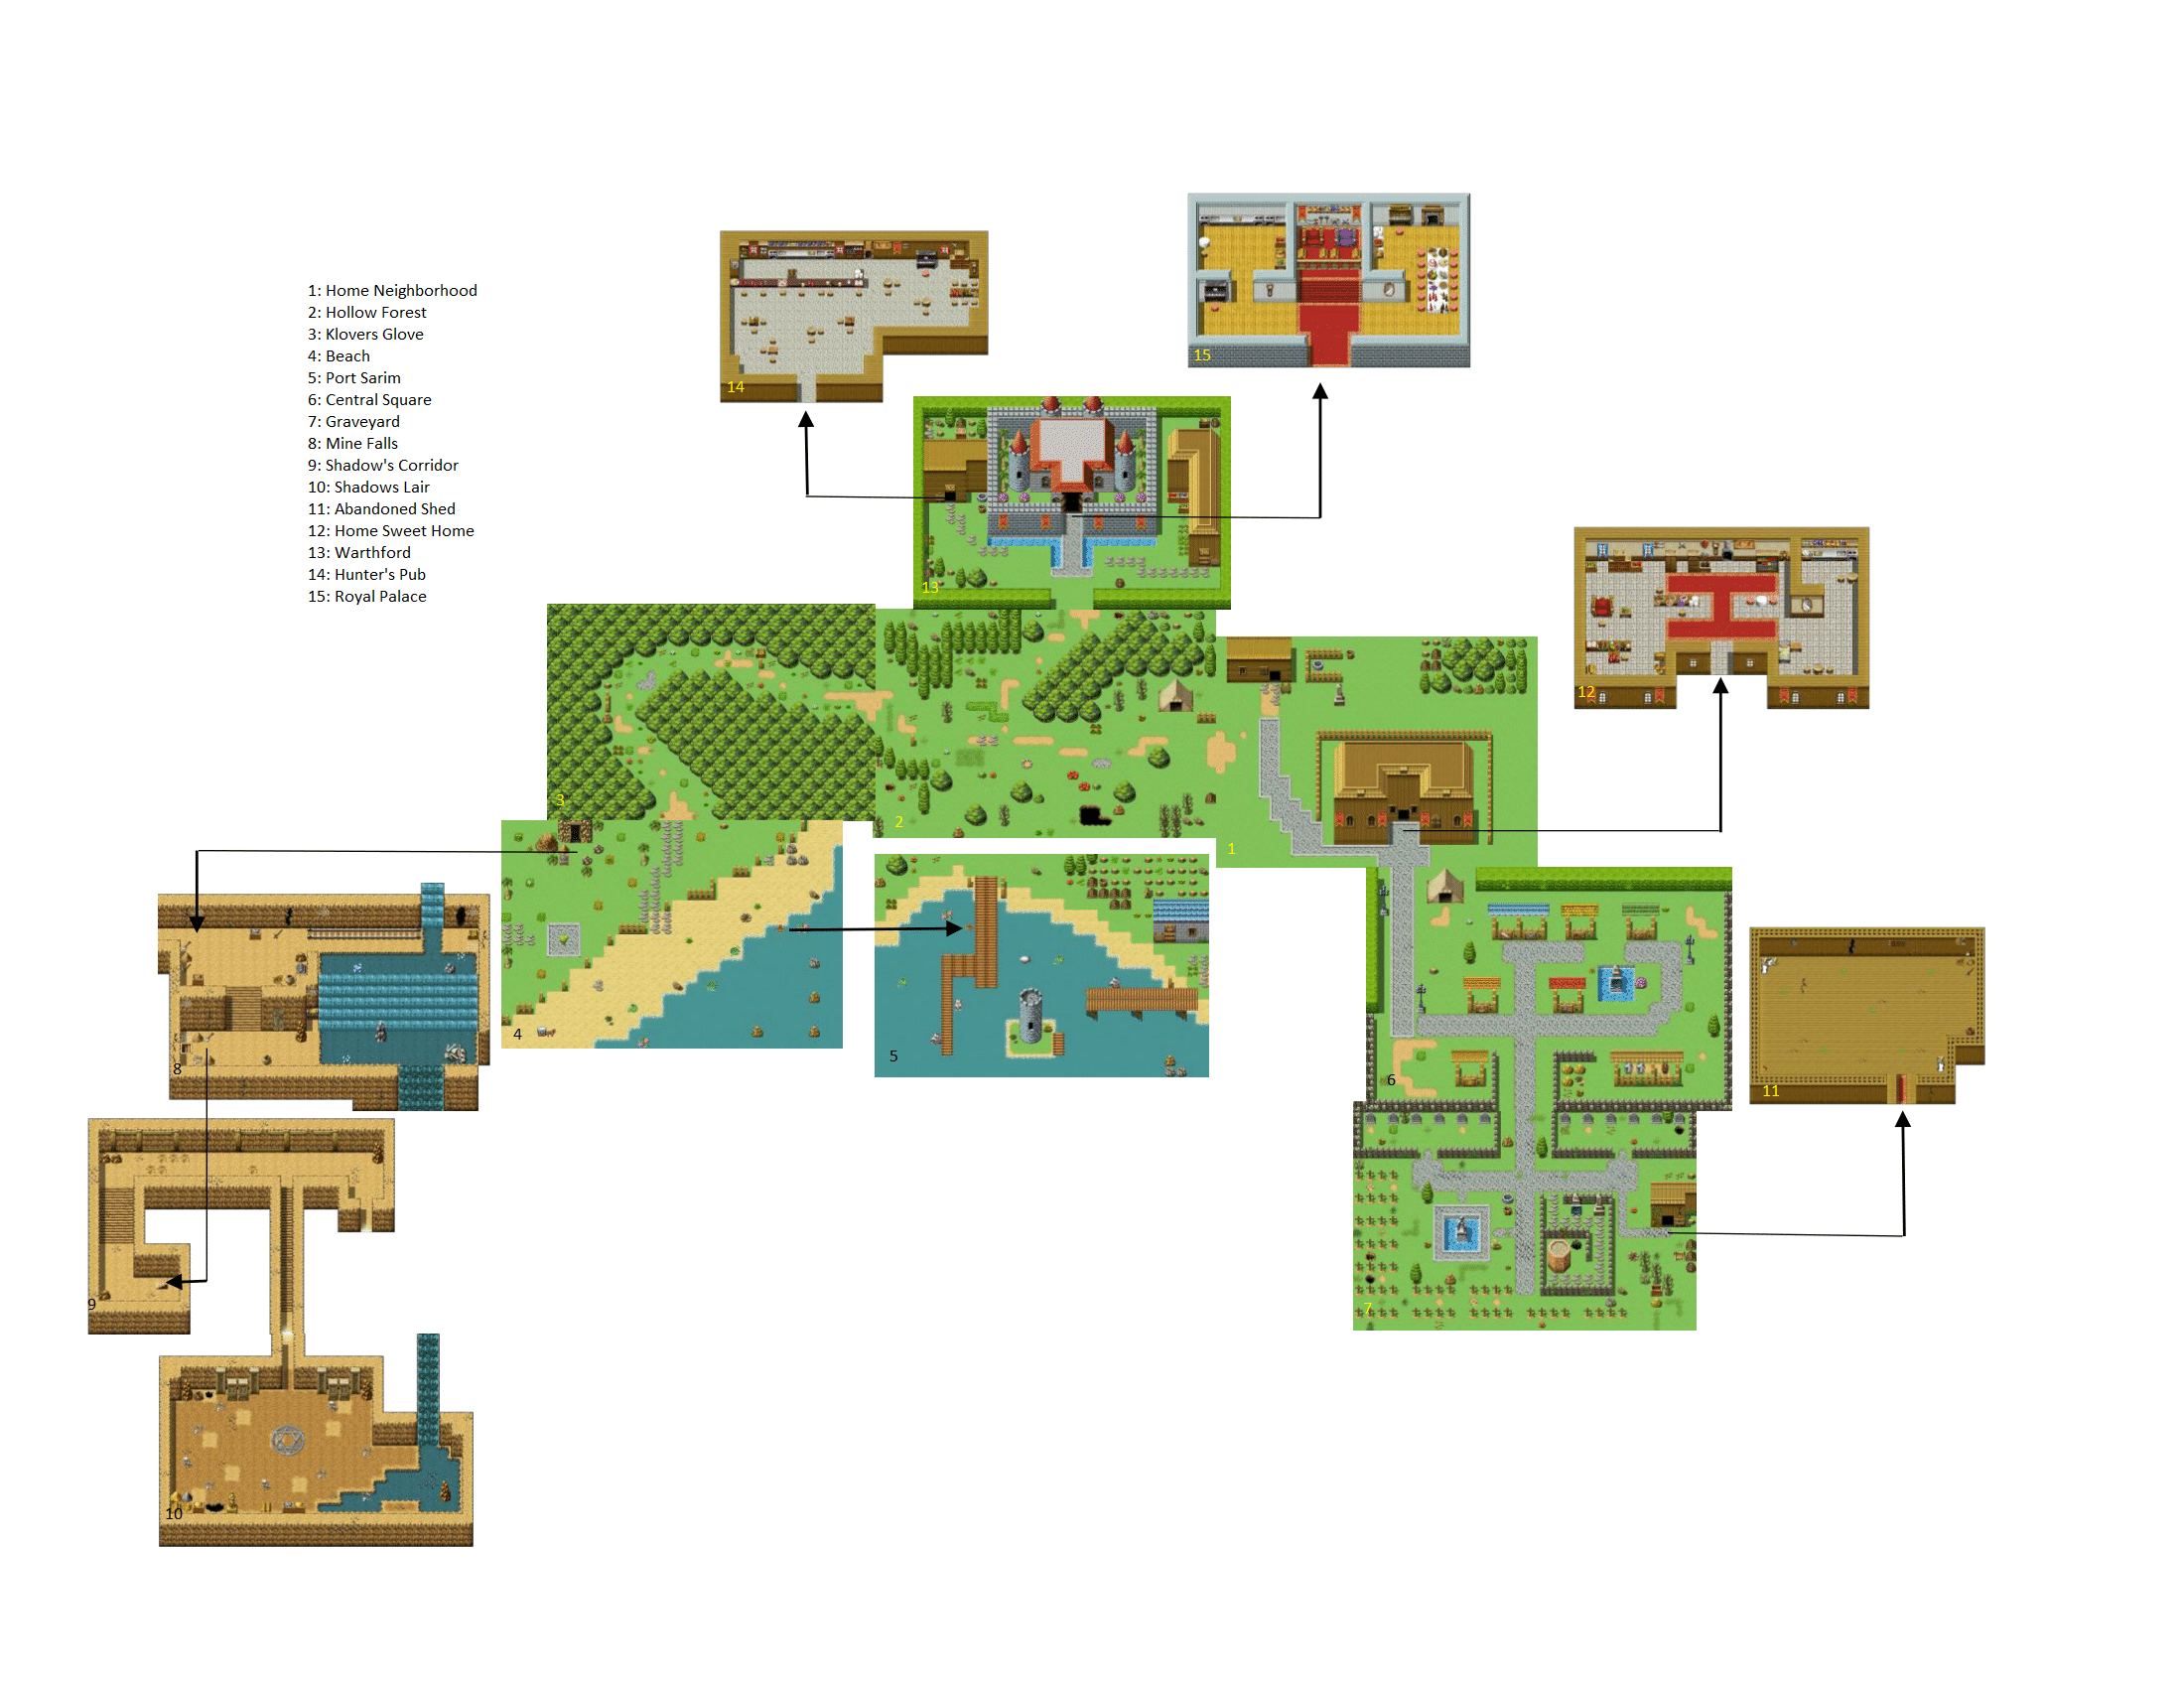 1: Home Neighborhood
2: Hollow Forest
3: Klovers Glove
4: Beach
5: Port Sarim
6: Central Square
7: Graveyard
8: Mine Falls
9: Shadow's Corridor
10: Shadows Lair
11: Abandoned Shed
12: Home Sweet Home
13: Warthford
14: Hunter's Pub
15: Royal Palace
15
14
13
12
3
2
1
4
5
8
6
11
9
7
10